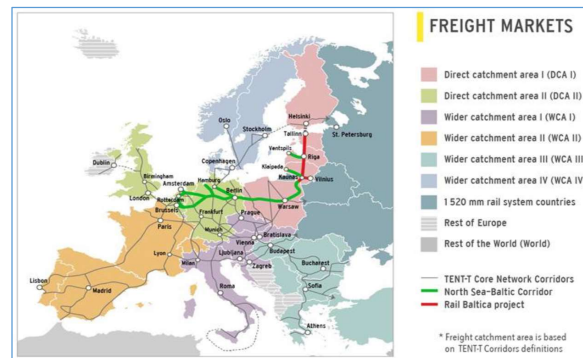 FREIGHT MARKETS
Direct catchment area I (DCA I)
Direct catchment area II (DCA II)
Wider catchment area I (WCA I)
Wider catchment area II (WCA II)
Wider catchment area III (WCA III
Wider catchment area IV (WCA IV
1 520 mm rail system countries
Rest of Europe
Rest of the World (World)
TENT-T Core Network Corridors
North Sea–Baltic Corridor
Rail Baltica project
* Freight catchment area is based
on TENT-T Corridors definitions
Helsinki
Oslo
Stockholm
Tallinn
St. Petersburg
Ventspils
Riga
Klaipeda
Kaunas
Vilnius
Copenhagen
Dublin
Birmingham
Hamburg
Amsterdam
Berlin
London
Rotterdam
Warsaw
Brussels
Frankfurt
Prague
Paris
Munich
Bratislava
Vienna
Budapest
Lyon
Milan
Ljubljana
Zagreb
Bucharest
Sofia
Roma
Lisbon
Madrid
Athens